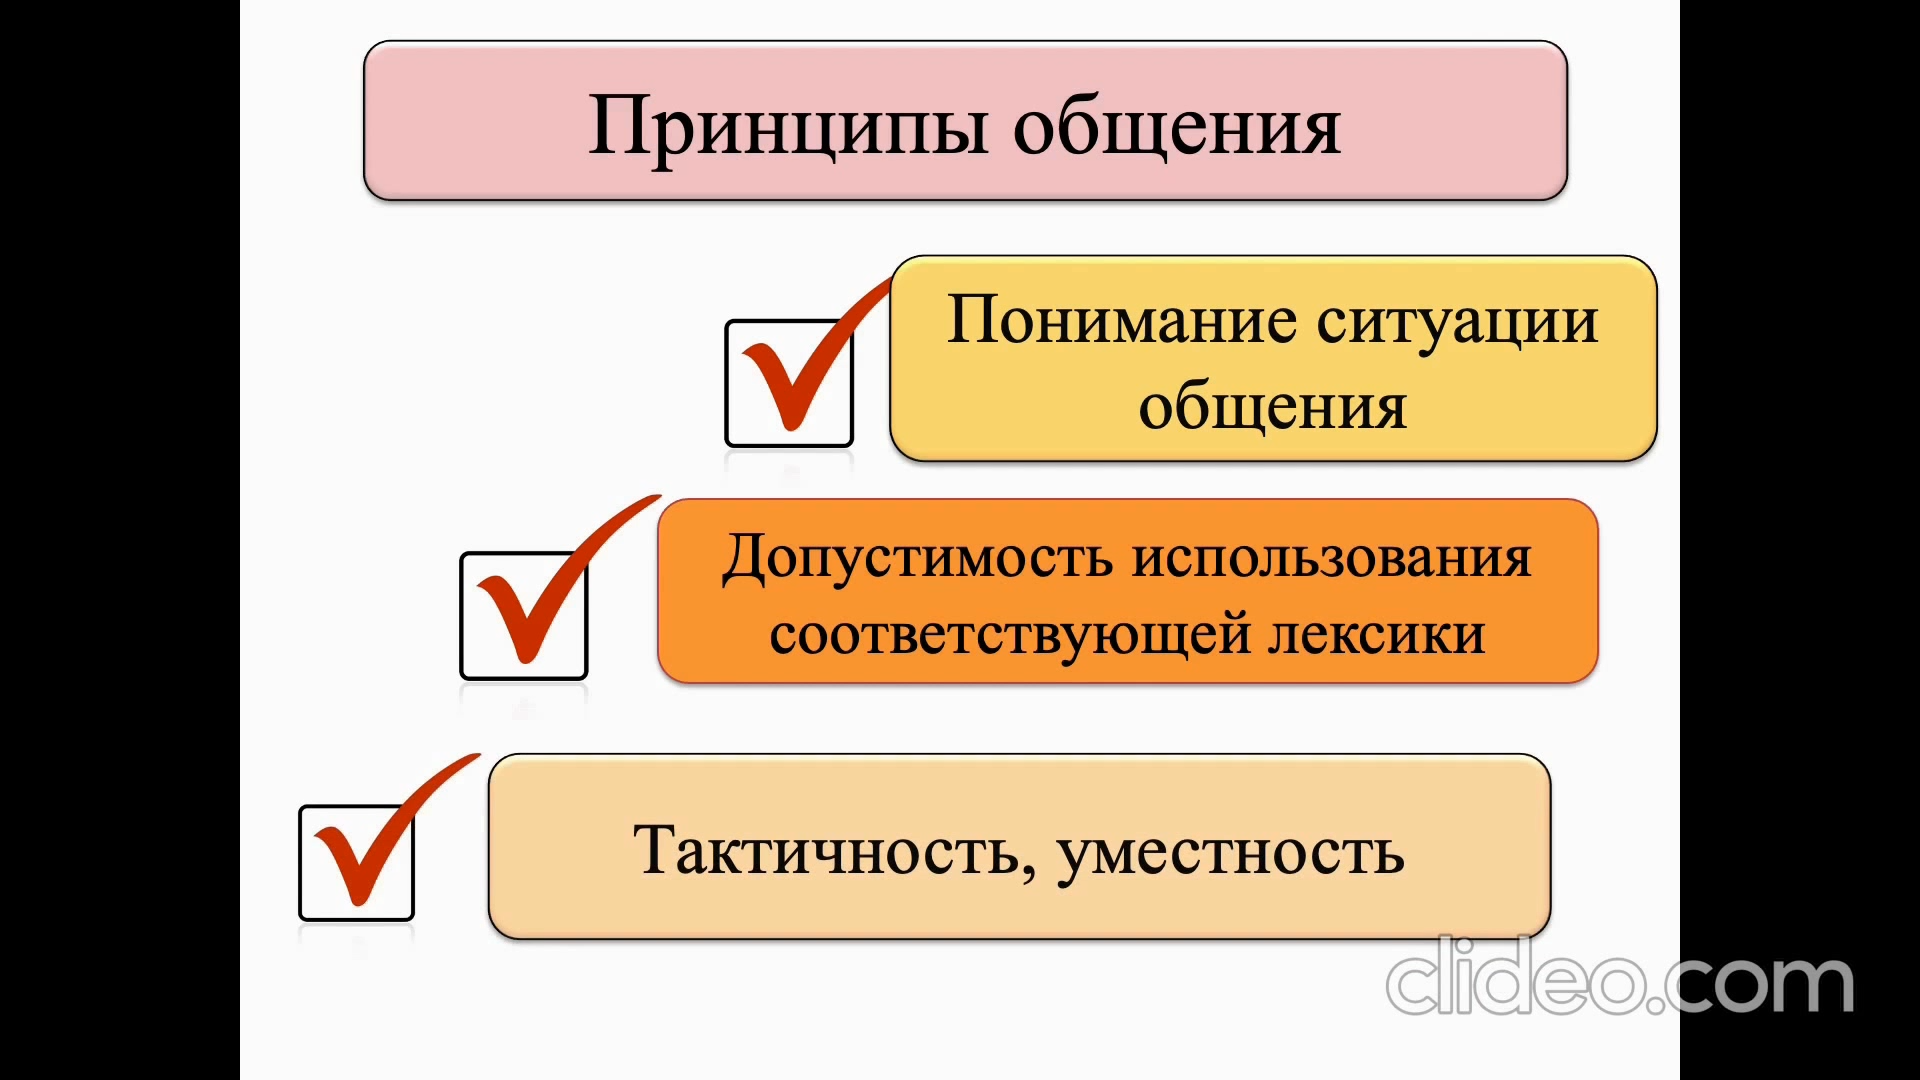 Принципы общения
Понимание ситуации
общения
Допустимость использования
соответствующей лексики
Тактичность, уместность
clideo.com